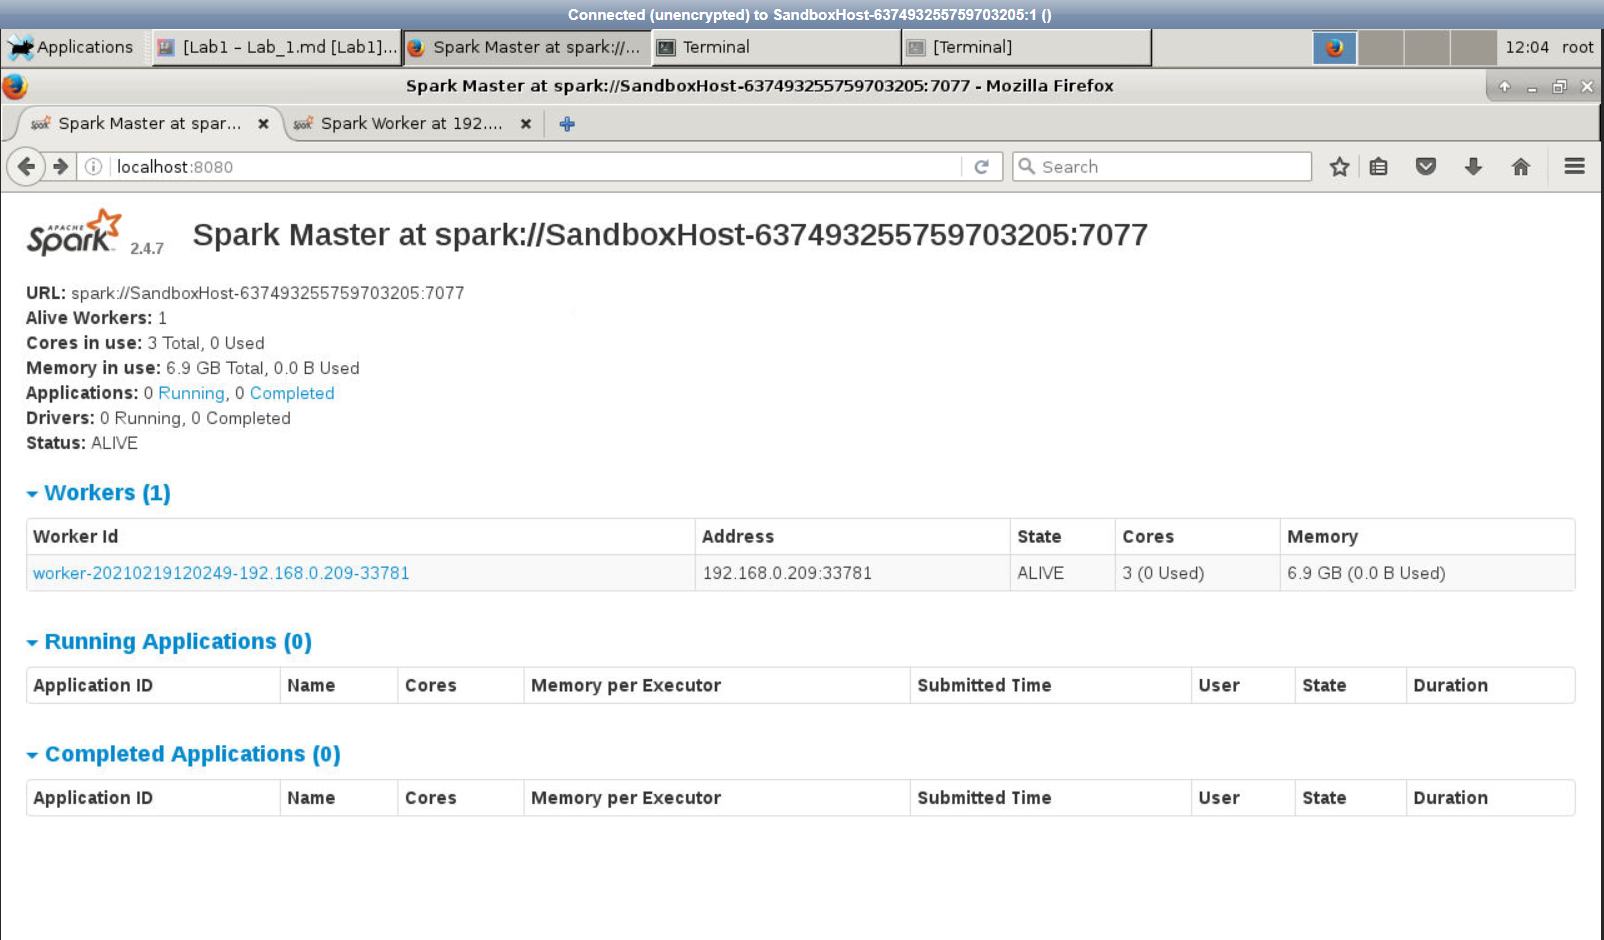 Connected (unencrypted) to SandboxHost-637493255759703205:1 ()
Applications [Lab1 – Lab_1.md [Lab1]... Spark Master at spark://... Terminal [Terminal] 12:04 root
Spark Master at spark://SandboxHost-637493255759703205:7077 - Mozilla Firefox
Spark Master at spar... Spark Worker at 192....
localhost:8080 Search
APACHE Spark 2.4.7 Spark Master at spark://SandboxHost-637493255759703205:7077
URL: spark://SandboxHost-637493255759703205:7077
Alive Workers: 1
Cores in use: 3 Total, 0 Used
Memory in use: 6.9 GB Total, 0.0 B Used
Applications: 0 Running, 0 Completed
Drivers: 0 Running, 0 Completed
Status: ALIVE
Workers (1)
Worker Id Address State Cores Memory
worker-20210219120249-192.168.0.209-33781 192.168.0.209:33781 ALIVE 3 (0 Used) 6.9 GB (0.0 B Used)
Running Applications (0)
Application ID Name Cores Memory per Executor Submitted Time User State Duration
Completed Applications (0)
Application ID Name Cores Memory per Executor Submitted Time User State Duration